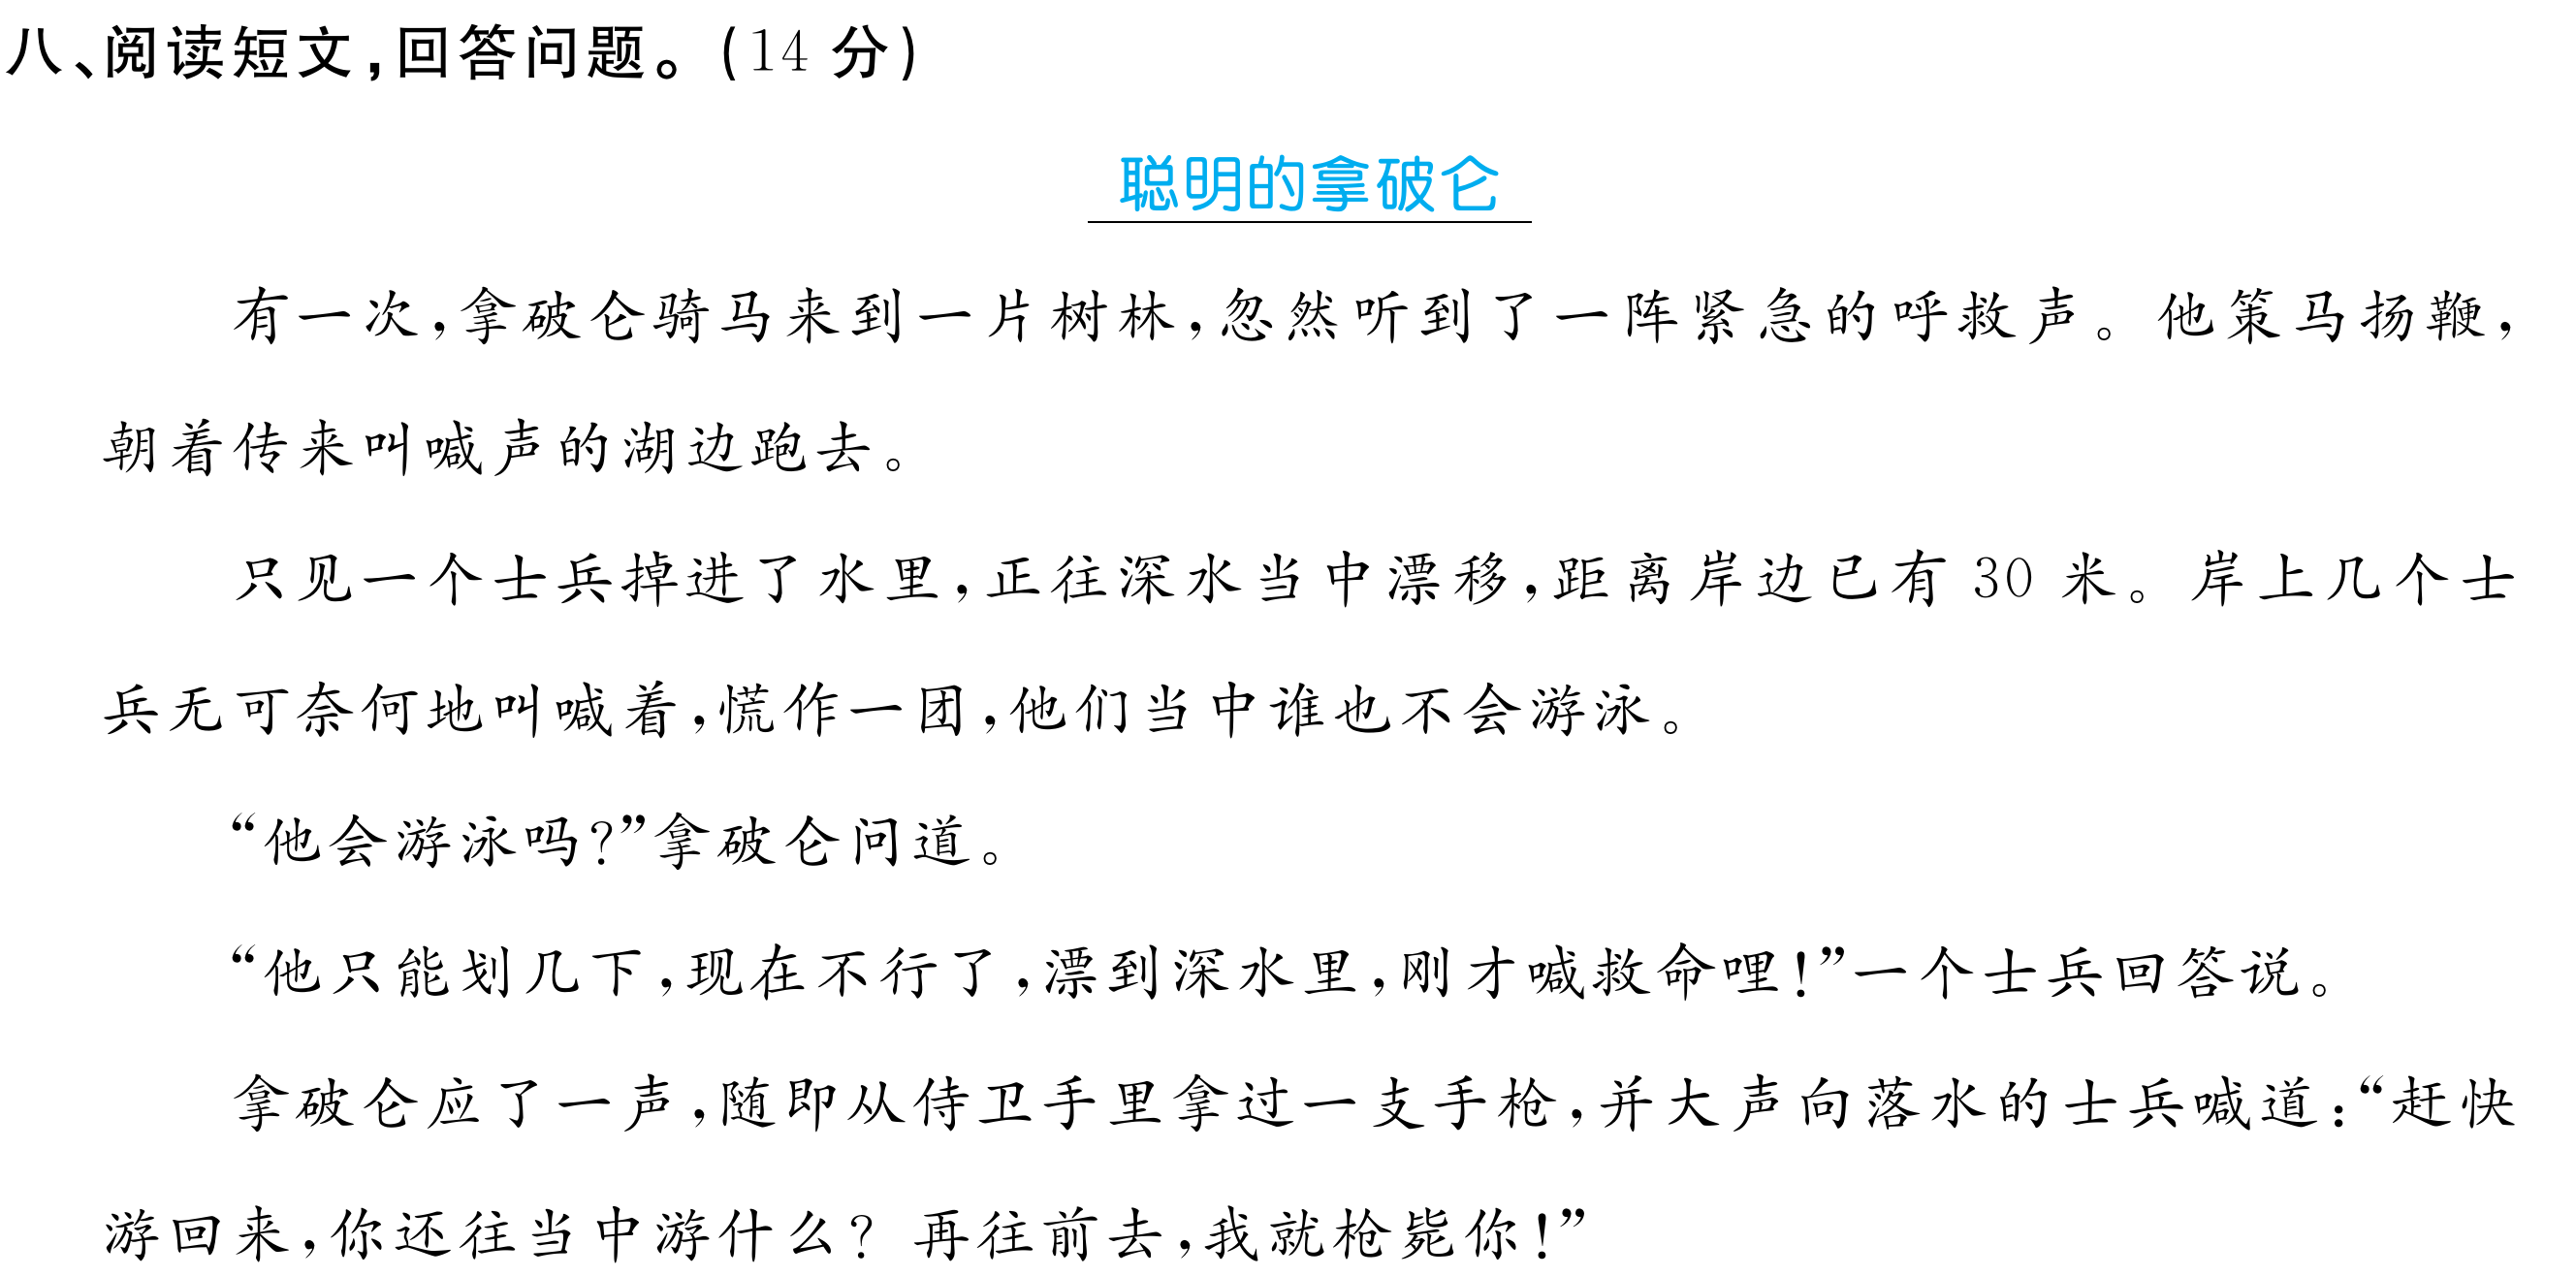 八、阅读短文,回答问题。(14 分)
聪明的拿破仑
有一次,拿破仑骑马来到一片树林,忽然听到了一阵紧急的呼救声。他策马扬鞭,
朝着传来叫喊声的湖边跑去。
只见一个士兵掉进了水里,正往深水当中漂移,距离岸边已有 30 米。岸上几个士
兵无可奈何地叫喊着,慌作一团,他们当中谁也不会游泳。
“他会游泳吗?”拿破仑问道。
“他只能划几下,现在不行了,漂到深水里,刚才喊救命哩!”一个士兵回答说。
拿破仑应了一声,随即从侍卫手里拿过一支手枪,并大声向落水的士兵喊道:“赶快
游回来,你还往当中游什么? 再往前去,我就枪毙你!”